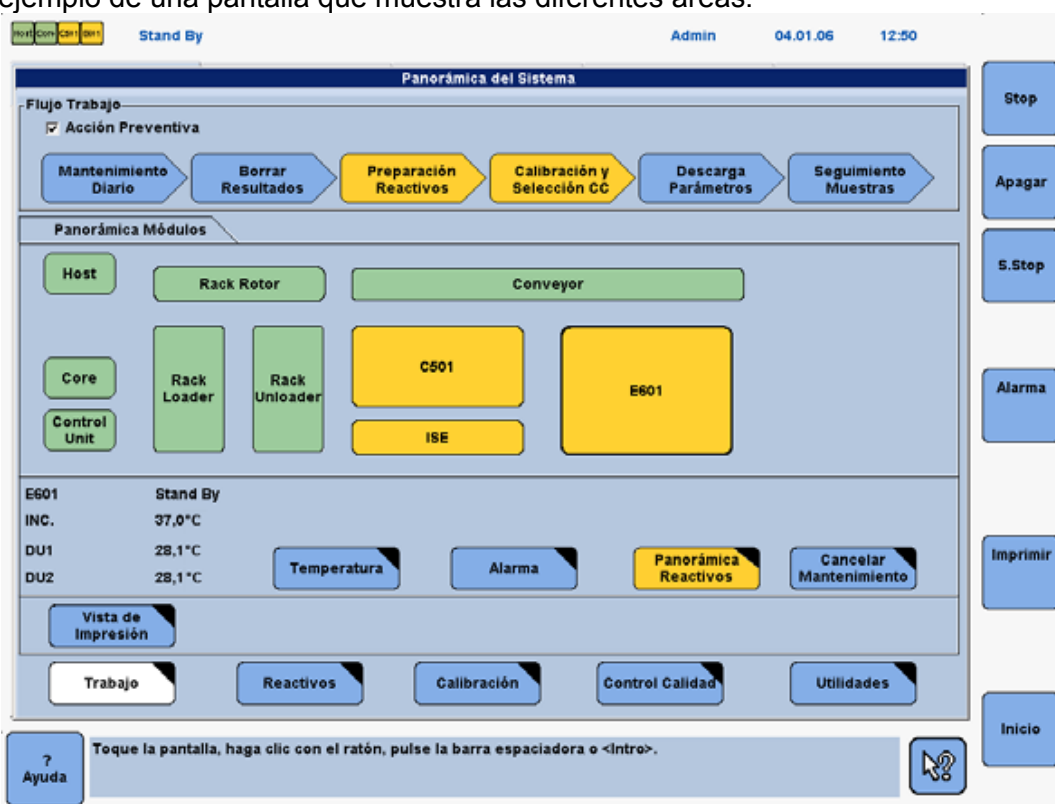 ejemplo de una pantalla que muestra las diferentes áreas:
Host Core C501 E601
Stand By Admin 04.01.06 12:50
Panorámica del Sistema
Flujo Trabajo
Acción Preventiva
Mantenimiento Diario
Borrar Resultados
Preparación Reactivos
Calibración y Selección CC
Descarga Parámetros
Seguimiento Muestras
Panorámica Módulos
Host
Rack Rotor
Conveyor
Core
Rack Loader
Rack Unloader
C501
E601
Control Unit
ISE
E601 Stand By
INC. 37,0°C
DU1 28,1°C
DU2 28,1°C
Temperatura
Alarma
Panorámica Reactivos
Cancelar Mantenimiento
Vista de Impresión
Trabajo
Reactivos
Calibración
Control Calidad
Utilidades
Stop
Apagar
S.Stop
Alarma
Imprimir
Inicio
? Ayuda
Toque la pantalla, haga clic con el ratón, pulse la barra espaciadora o <Intro>.